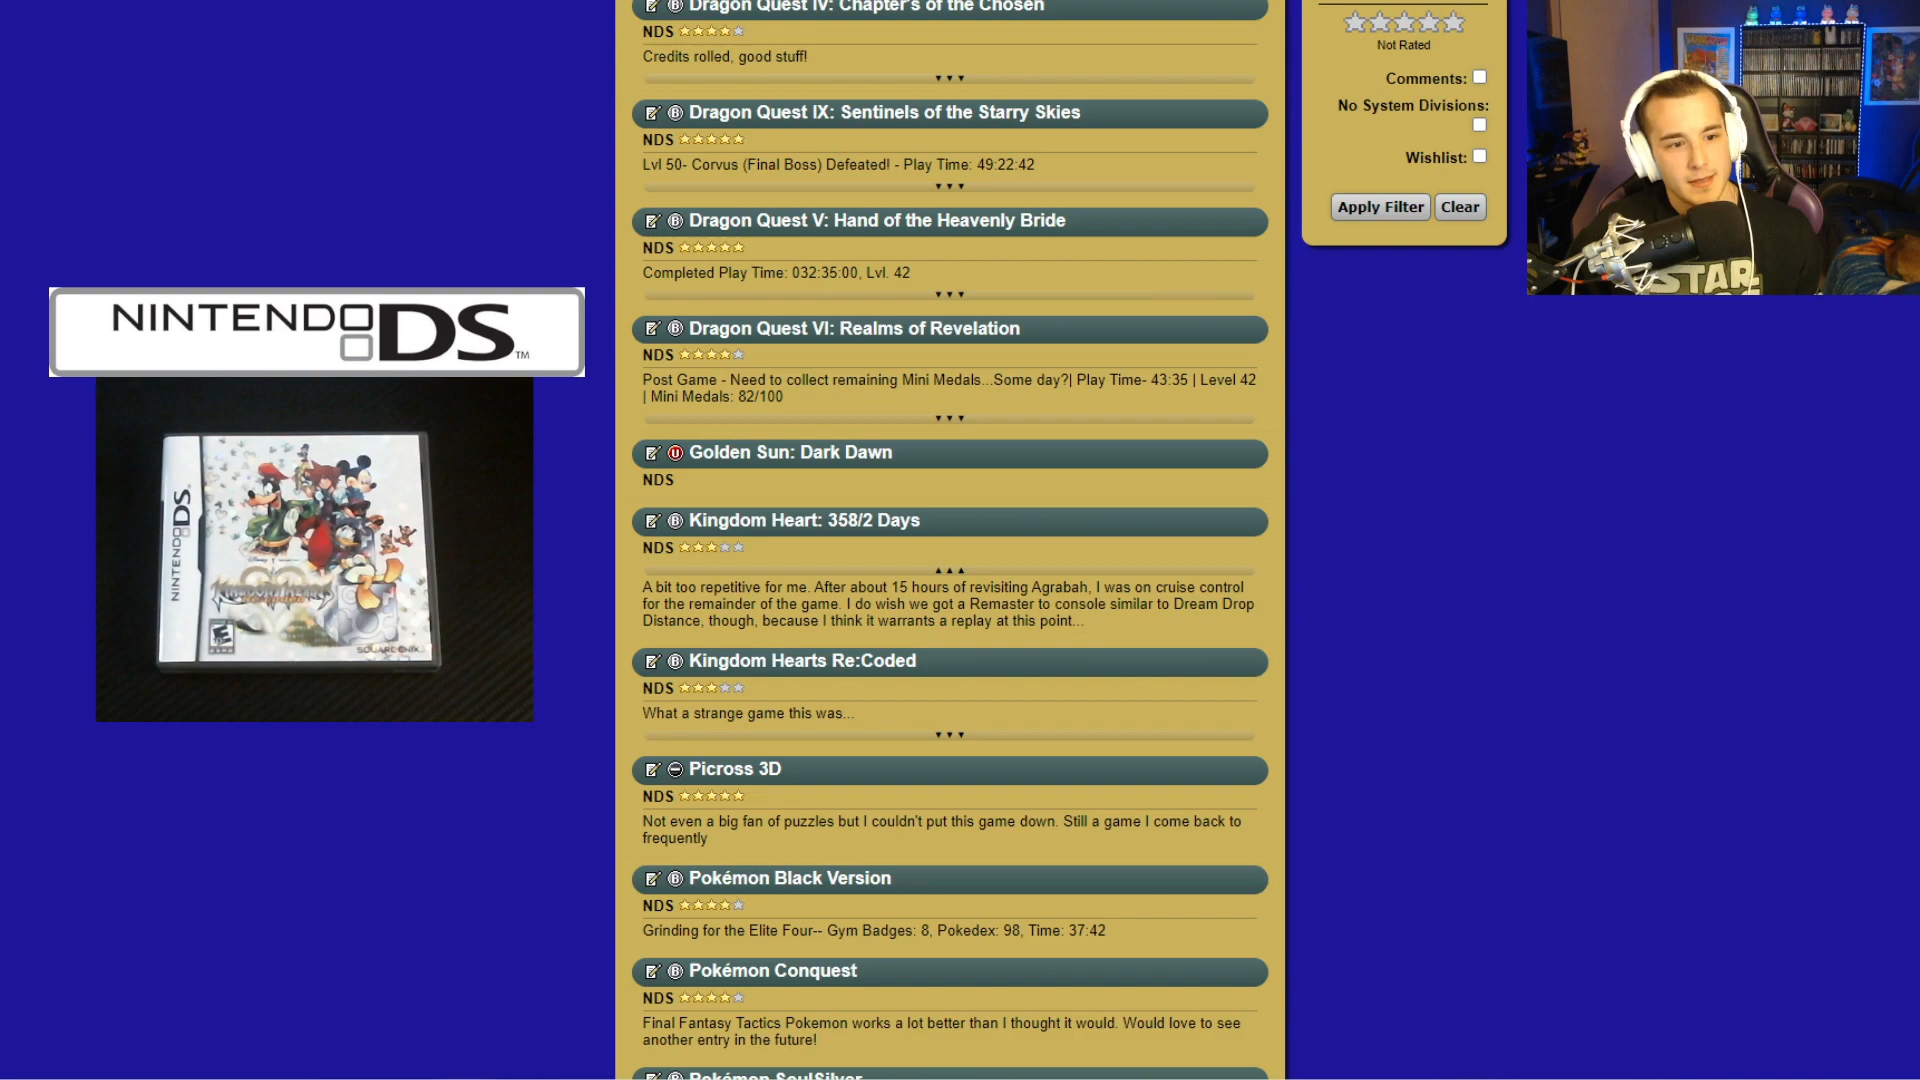 Dragon Quest IV: Chapter's of the Chosen
NDS
Credits rolled, good stuff!
Dragon Quest IX: Sentinels of the Starry Skies
NDS
Lvl 50- Corvus (Final Boss) Defeated! - Play Time: 49:22:42
Dragon Quest V: Hand of the Heavenly Bride
NDS
Completed Play Time: 032:35:00, Lvl. 42
Dragon Quest VI: Realms of Revelation
NDS
Post Game - Need to collect remaining Mini Medals...Some day?| Play Time- 43:35 | Level 42
| Mini Medals: 82/100
U Golden Sun: Dark Dawn
NDS
B Kingdom Heart: 358/2 Days
NDS
A bit too repetitive for me. After about 15 hours of revisiting Agrabah, I was on cruise control
for the remainder of the game. I do wish we got a Remaster to console similar to Dream Drop
Distance, though, because I think it warrants a replay at this point...
B Kingdom Hearts Re:Coded
NDS
What a strange game this was...
Picross 3D
NDS
Not even a big fan of puzzles but I couldn't put this game down. Still a game I come back to
frequently
B Pokémon Black Version
NDS
Grinding for the Elite Four-- Gym Badges: 8, Pokedex: 98, Time: 37:42
B Pokémon Conquest
NDS
Final Fantasy Tactics Pokemon works a lot better than I thought it would. Would love to see
another entry in the future!
Pokémon SoulSilver
Not Rated
Comments:
No System Divisions:
Wishlist:
Apply Filter Clear
NINTENDO DS TM
NINTENDO DS
KINGDOM HEARTS
E
SQUARE ENIX
STAR